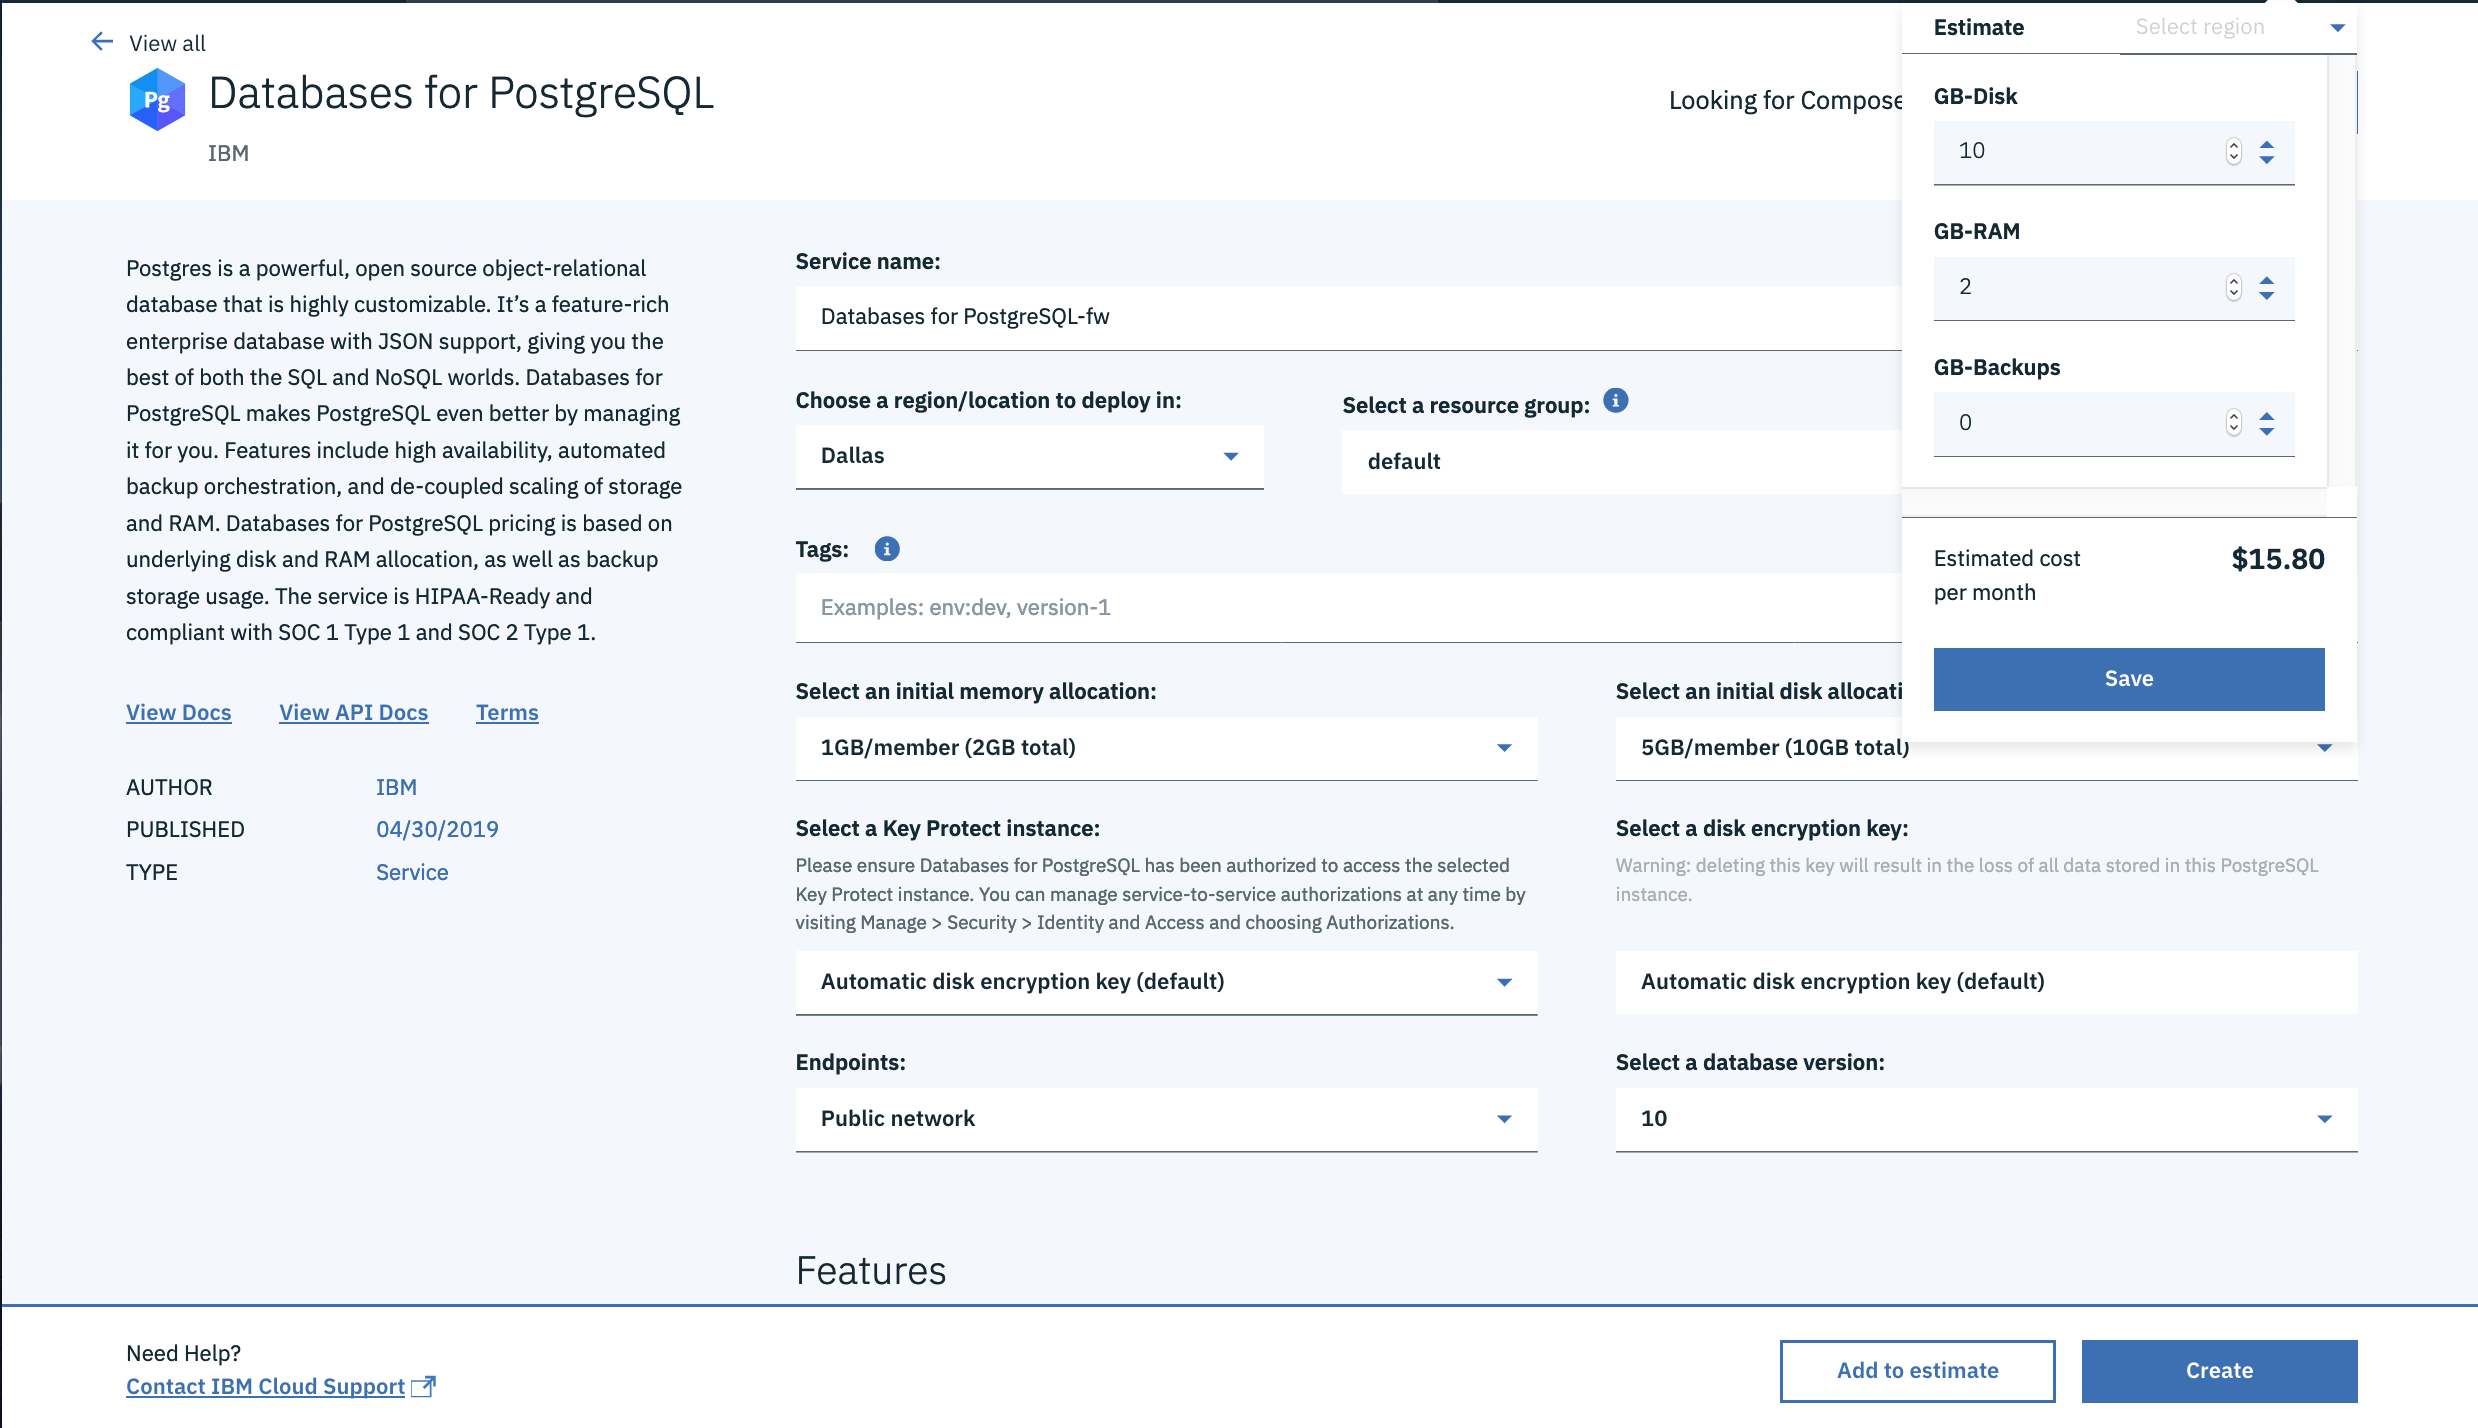 View all
Pg
Databases for PostgreSQL
IBM
Looking for Compose
Postgres is a powerful, open source object-relational
database that is highly customizable. It’s a feature-rich
enterprise database with JSON support, giving you the
best of both the SQL and NoSQL worlds. Databases for
PostgreSQL makes PostgreSQL even better by managing
it for you. Features include high availability, automated
backup orchestration, and de-coupled scaling of storage
and RAM. Databases for PostgreSQL pricing is based on
underlying disk and RAM allocation, as well as backup
storage usage. The service is HIPAA-Ready and
compliant with SOC 1 Type 1 and SOC 2 Type 1.
View Docs View API Docs Terms
AUTHOR IBM
PUBLISHED 04/30/2019
TYPE Service
Service name:
Databases for PostgreSQL-fw
Choose a region/location to deploy in:
Dallas
Select a resource group:
default
Tags:
Examples: env:dev, version-1
Select an initial memory allocation:
1GB/member (2GB total)
Select an initial disk allocati
5GB/member (10GB total)
Select a Key Protect instance:
Please ensure Databases for PostgreSQL has been authorized to access the selected
Key Protect instance. You can manage service-to-service authorizations at any time by
visiting Manage > Security > Identity and Access and choosing Authorizations.
Automatic disk encryption key (default)
Select a disk encryption key:
Warning: deleting this key will result in the loss of all data stored in this PostgreSQL
instance.
Automatic disk encryption key (default)
Endpoints:
Public network
Select a database version:
10
Features
Estimate Select region
GB-Disk
10
GB-RAM
2
GB-Backups
0
Estimated cost
per month
$15.80
Save
Need Help?
Contact IBM Cloud Support
Add to estimate
Create